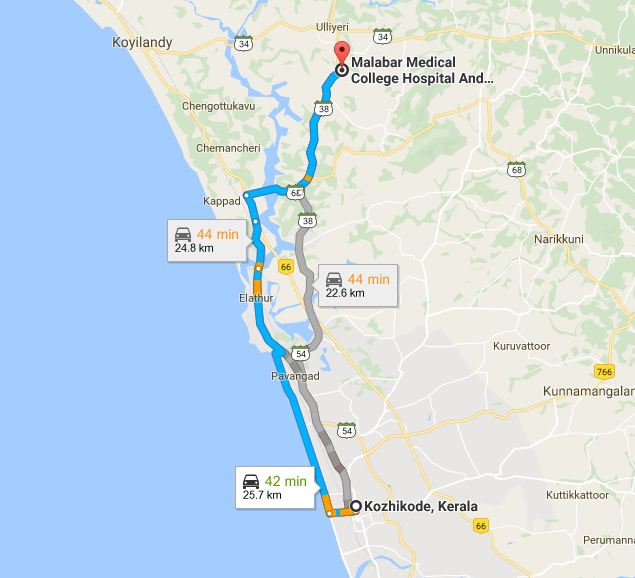 Ulliyeri
Koyilandy
34
34
Malabar Medical
College Hospital And...
Unnikula
Chengottukavu
38
Chemancheri
68
Kappad
68
38
44 min
24.8 km
Narikkuni
66
44 min
22.6 km
Elathur
54
Kuruvattoor
Pavangad
766
Kunnamangalam
54
42 min
25.7 km
Kozhikode, Kerala
Kuttikkattoor
66
Perumanna